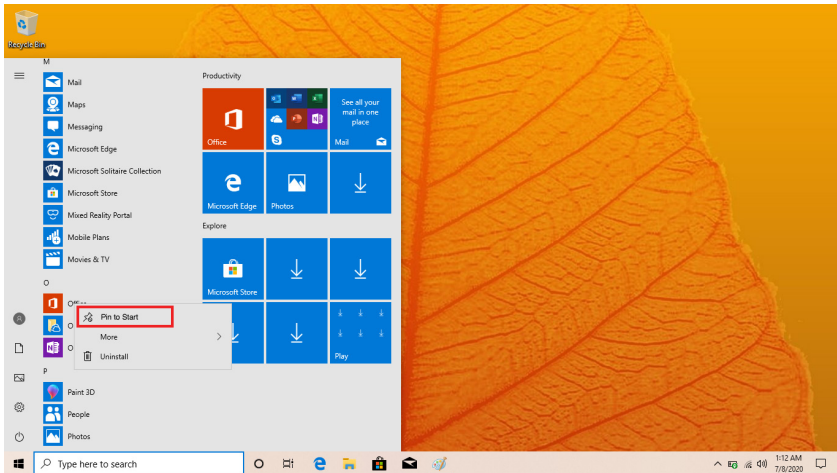 Recycle Bin
M
Mail
Maps
Messaging
Microsoft Edge
Microsoft Solitaire Collection
Microsoft Store
Mixed Reality Portal
Mobile Plans
Movies & TV
O
Office
Pin to Start
More
Uninstall
O
O
P
Paint 3D
People
Photos
Productivity
Office
See all your
mail in one
place
Mail
Microsoft Edge
Photos
Explore
Microsoft Store
Play
Type here to search
1:12 AM
7/8/2020